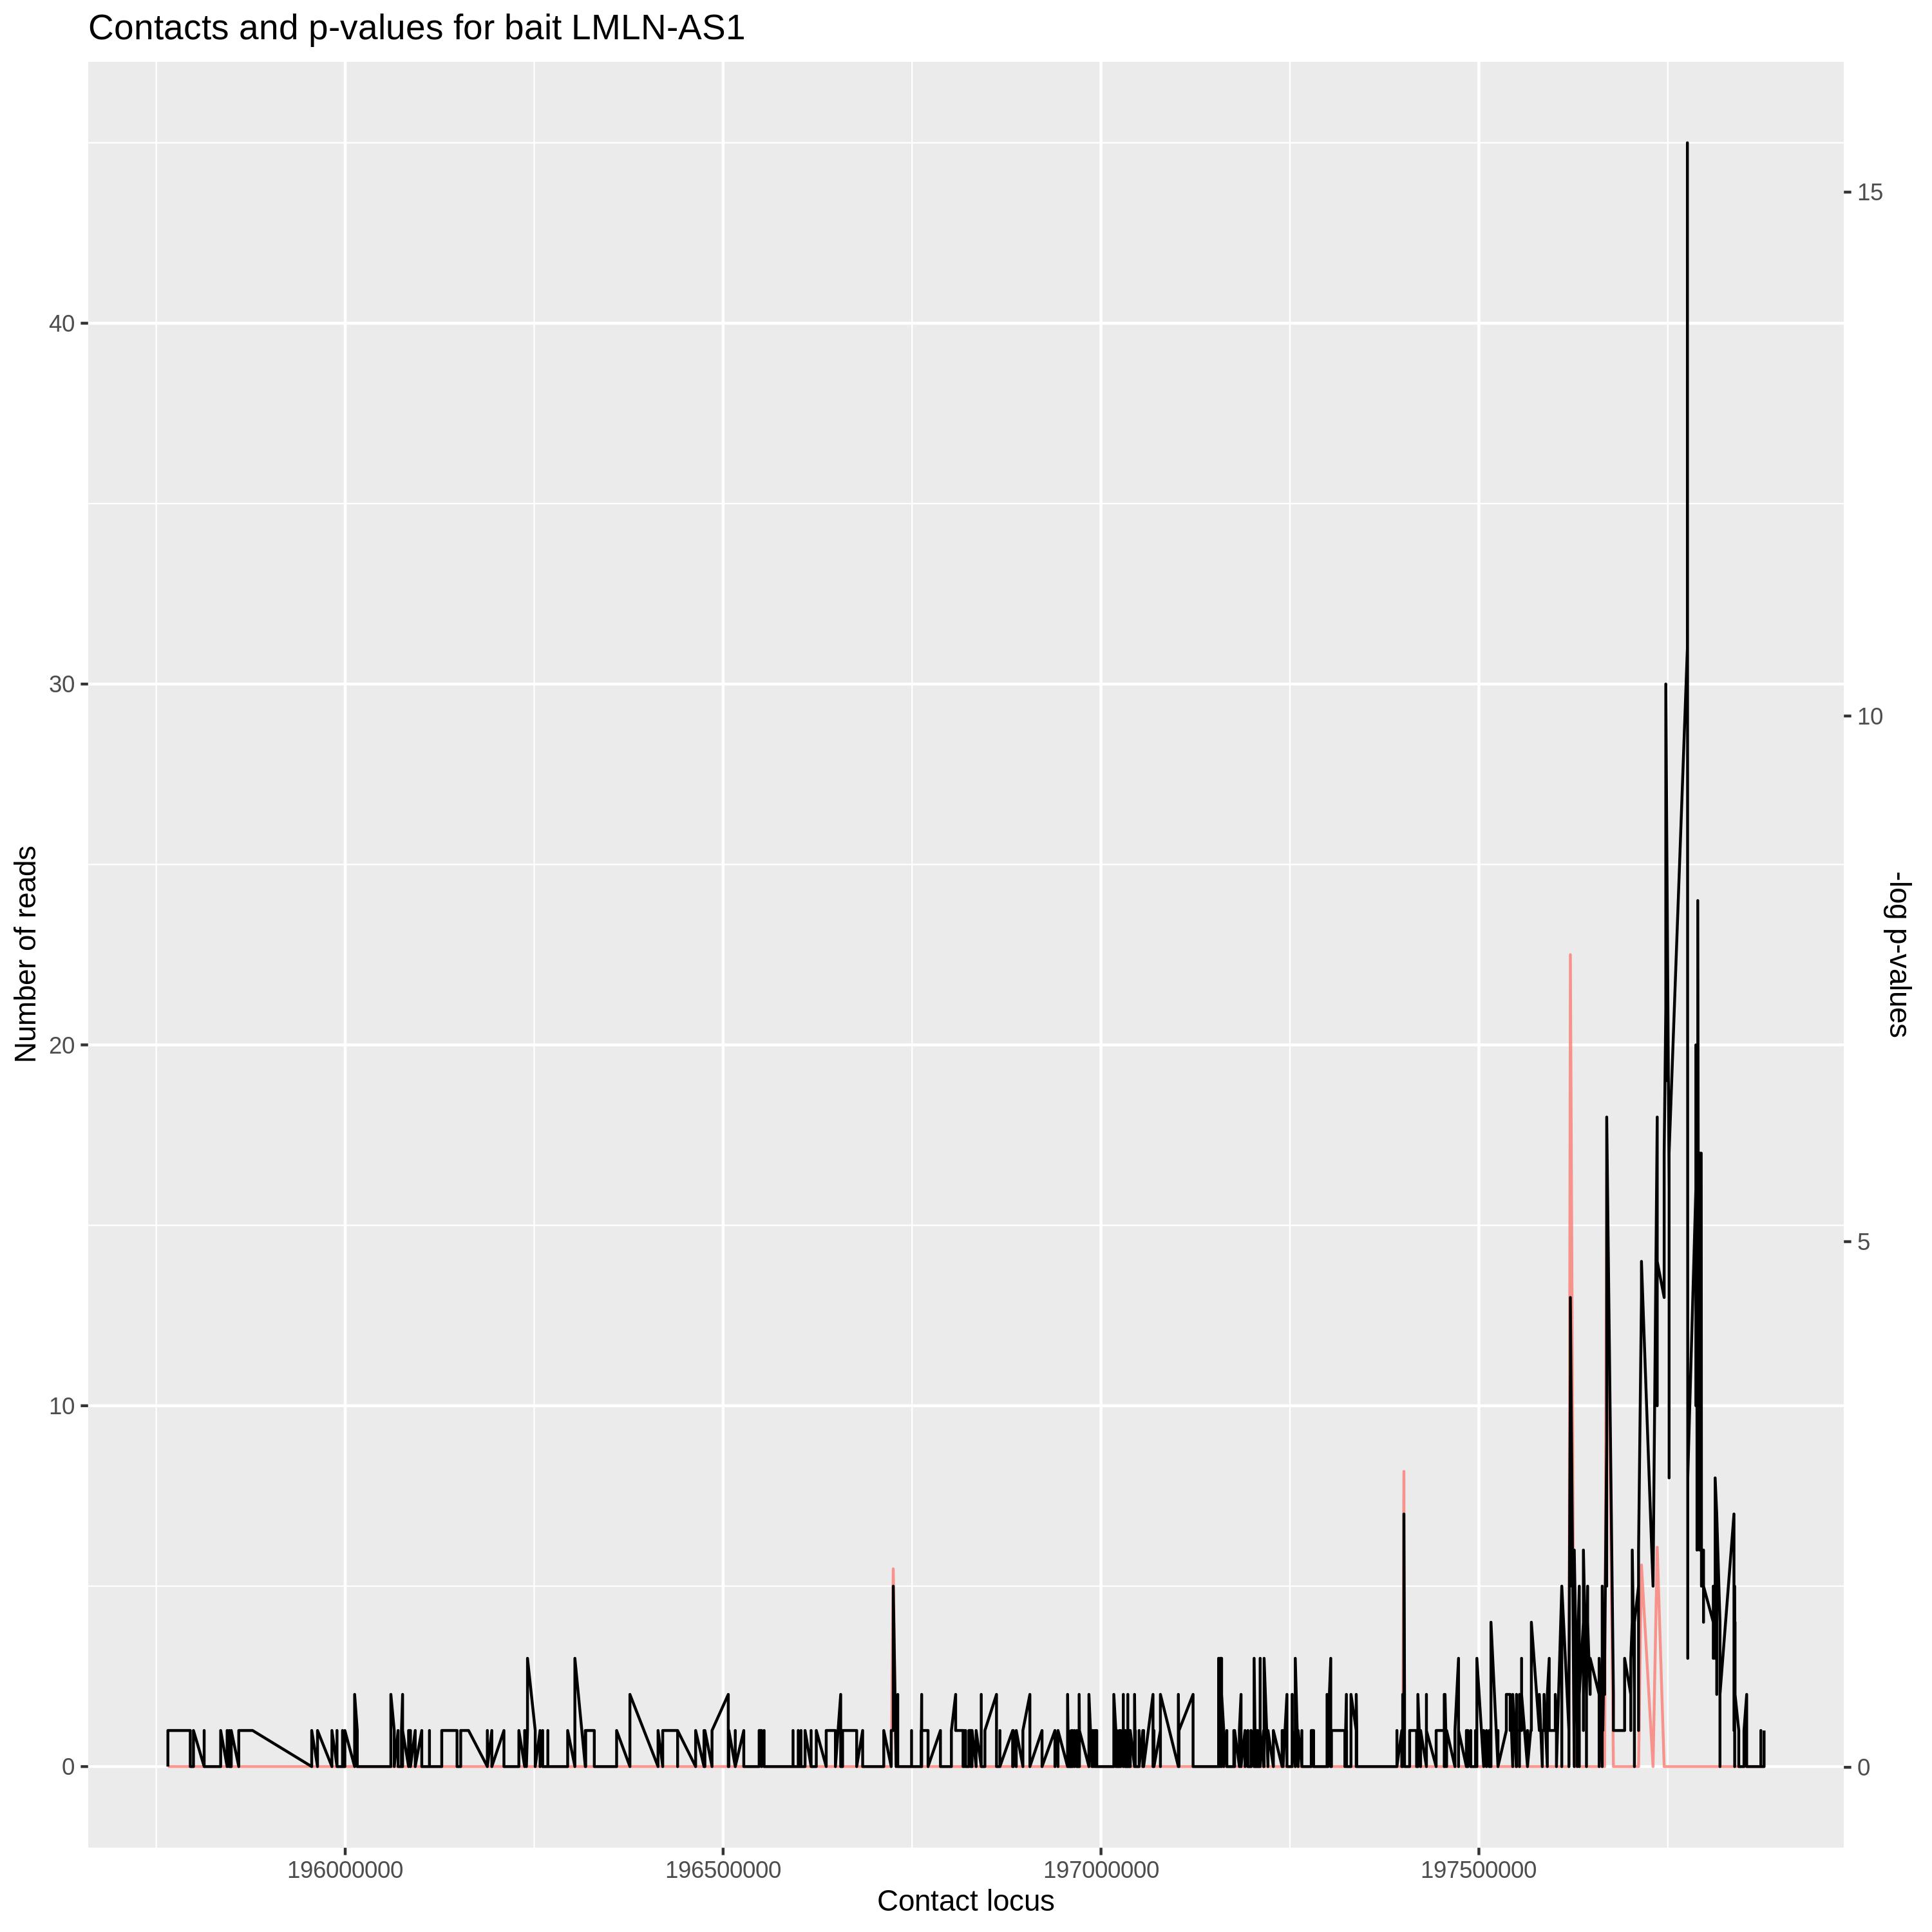 Contacts and p-values for bait LMLN-AS1
40
30
20
10
0
Number of reads
15
10
5
0
-log p-values
196000000 196500000 197000000 197500000
Contact locus